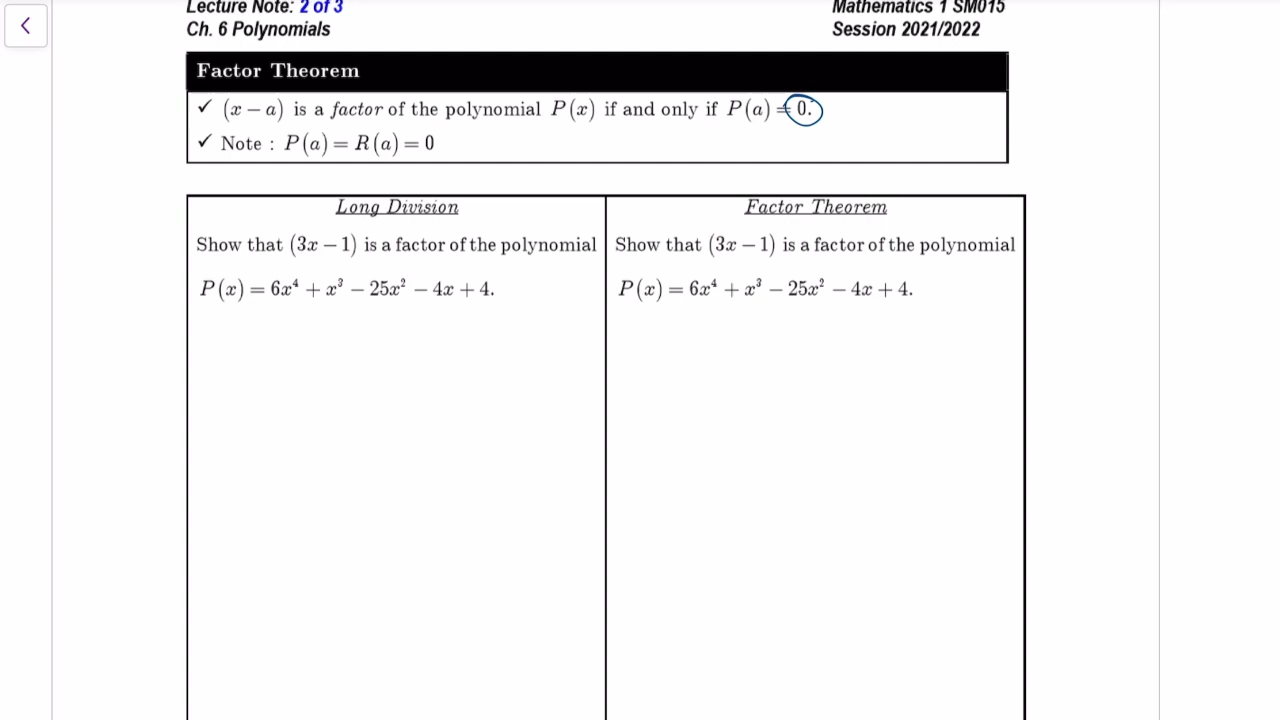 Lecture Note: 2 of 3
Mathematics 1 SM015
Ch. 6 Polynomials
Session 2021/2022
Factor Theorem
✓ (x – a) is a factor of the polynomial P(x) if and only if P(a) = 0.
✓ Note : P(a) = R(a) = 0
Long Division
Show that (3x – 1) is a factor of the polynomial
P(x) = 6x⁴ + x³ – 25x² – 4x + 4.
Factor Theorem
Show that (3x – 1) is a factor of the polynomial
P(x) = 6x⁴ + x³ – 25x² – 4x + 4.